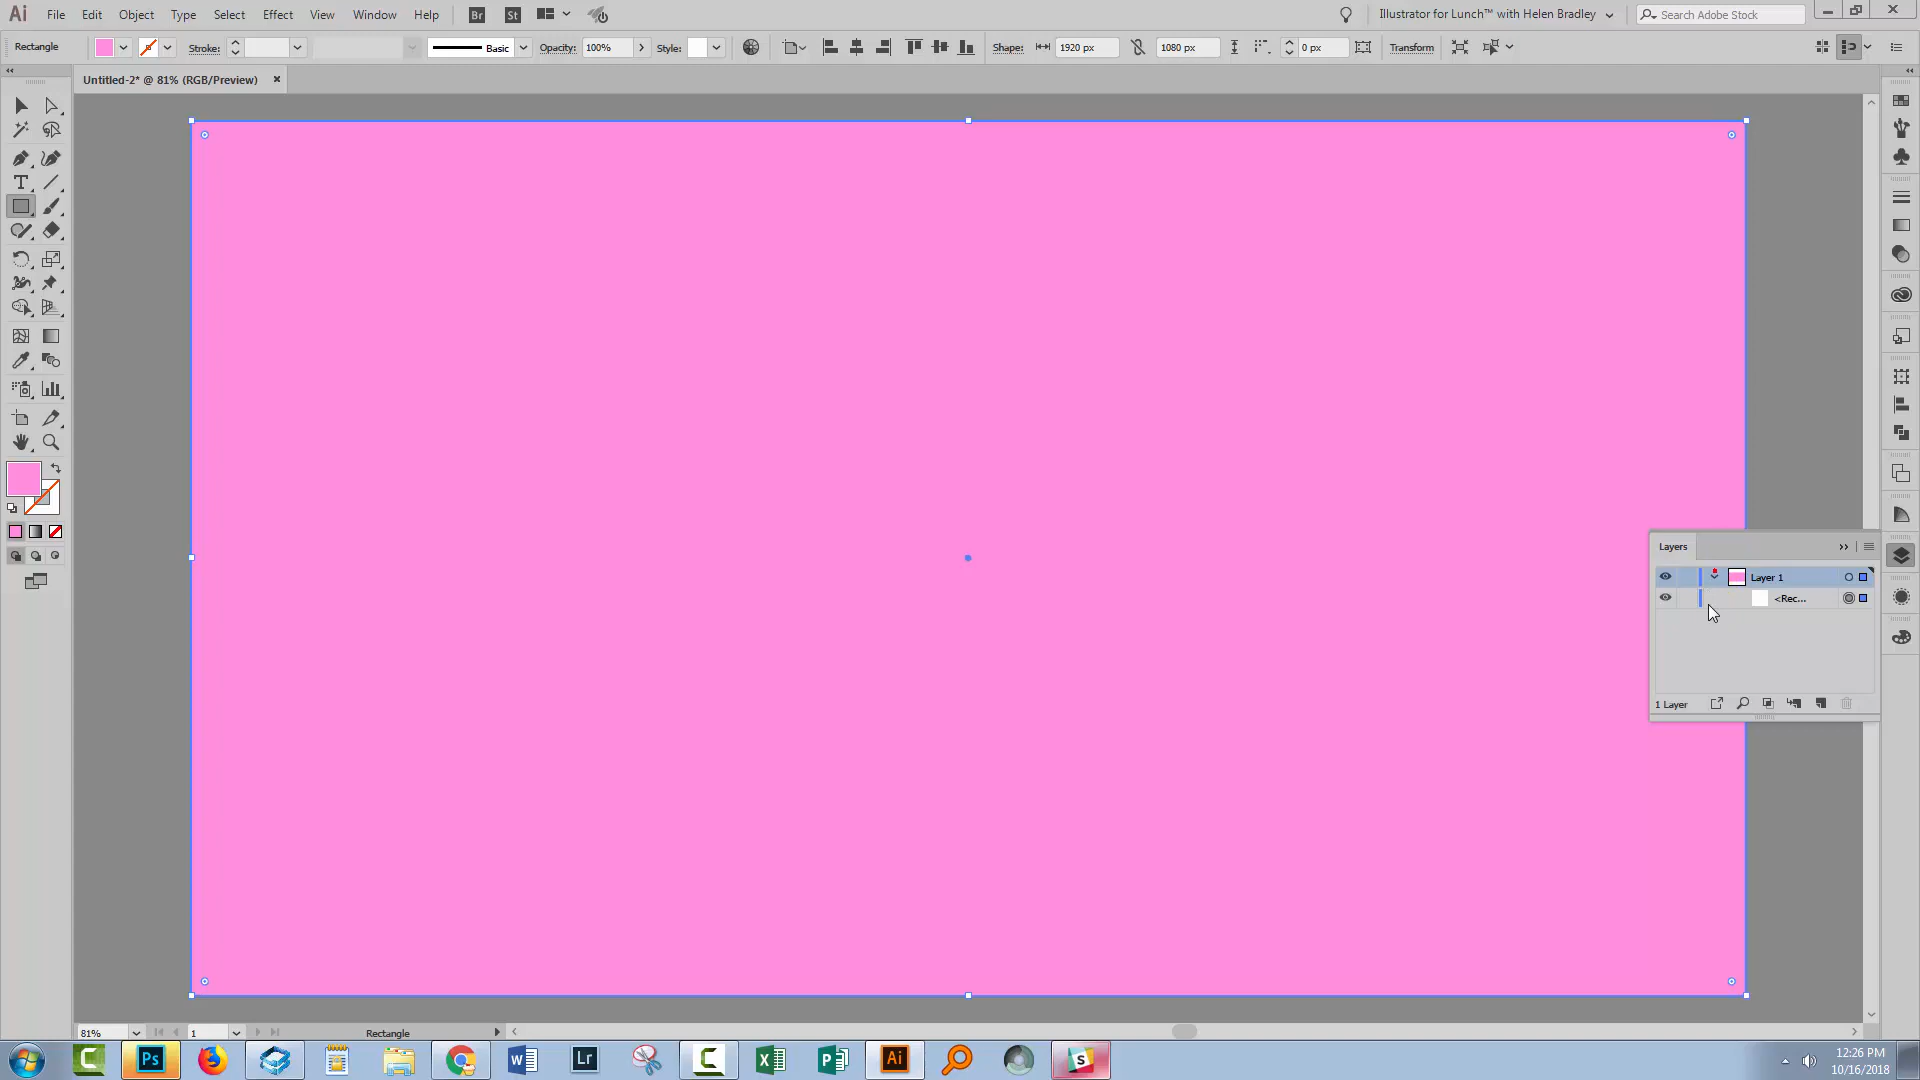 Ai File Edit Object Type Select Effect View Window Help Br St Illustrator for Lunch™ with Helen Bradley Search Adobe Stock
Rectangle Stroke: Basic Opacity: 100% Style: Shape: 1920 px 1080 px 0 px Transform
Untitled-2* @ 81% (RGB/Preview)
Layers
Layer 1
<Rec...
1 Layer
81% 1 Rectangle
Ps Lr Ai
12:26 PM
10/16/2018